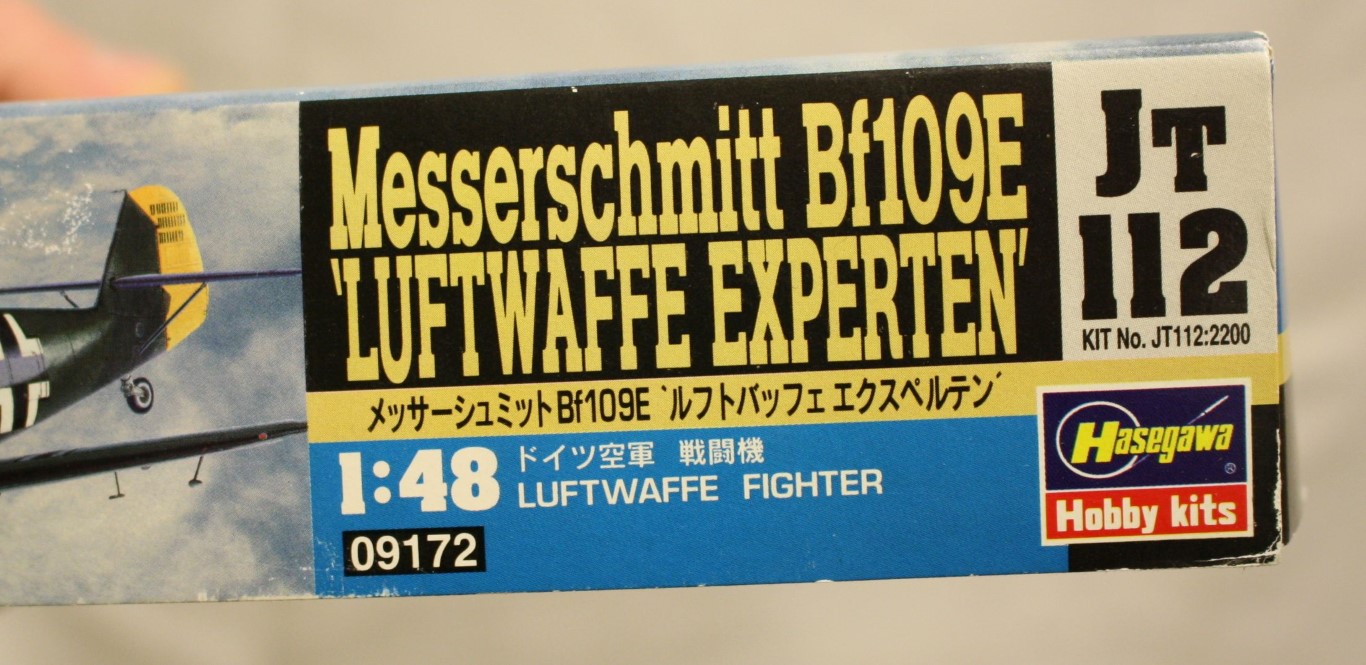 Messerschmitt Bf109E
'LUFTWAFFE EXPERTEN'
メッサーシュミットBf109E 'ルフトバッフェ エクスペルテン'
1:48
ドイツ空軍 戦闘機
LUFTWAFFE FIGHTER
09172
JT
112
KIT No. JT112:2200
Hasegawa®
Hobby kits